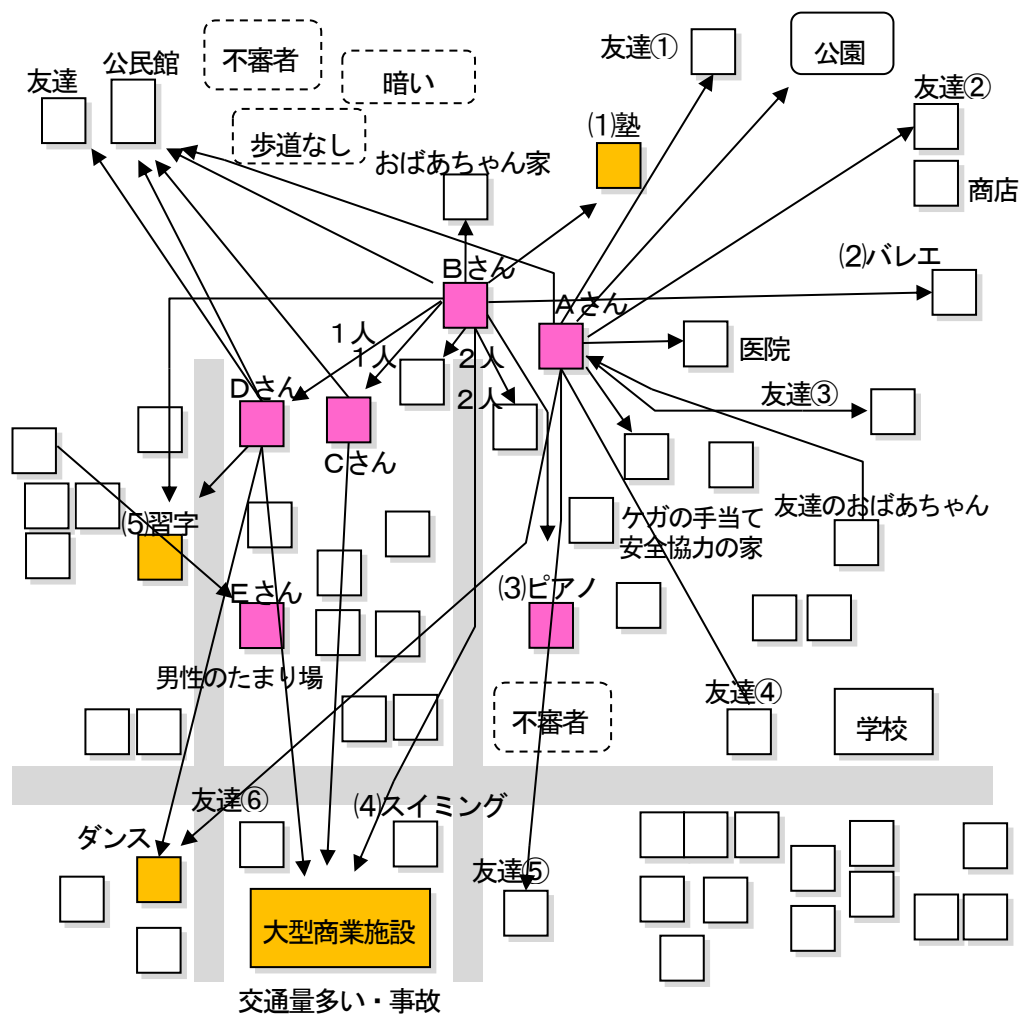 友達①
公園
公民館
不審者
友達
暗い
友達②
⑴塾
歩道なし
おばあちゃん家
商店
⑵バレエ
Ｂさん
Ａさん
１人
１人
２人
医院
Ｄさん
２人
友達③
Ｃさん
友達のおばあちゃん
⑸習字
ケガの手当て
安全協力の家
Ｅさん
⑶ピアノ
男性のたまり場
友達④
不審者
学校
友達⑥
⑷スイミング
ダンス
友達⑤
大型商業施設
交通量多い・事故